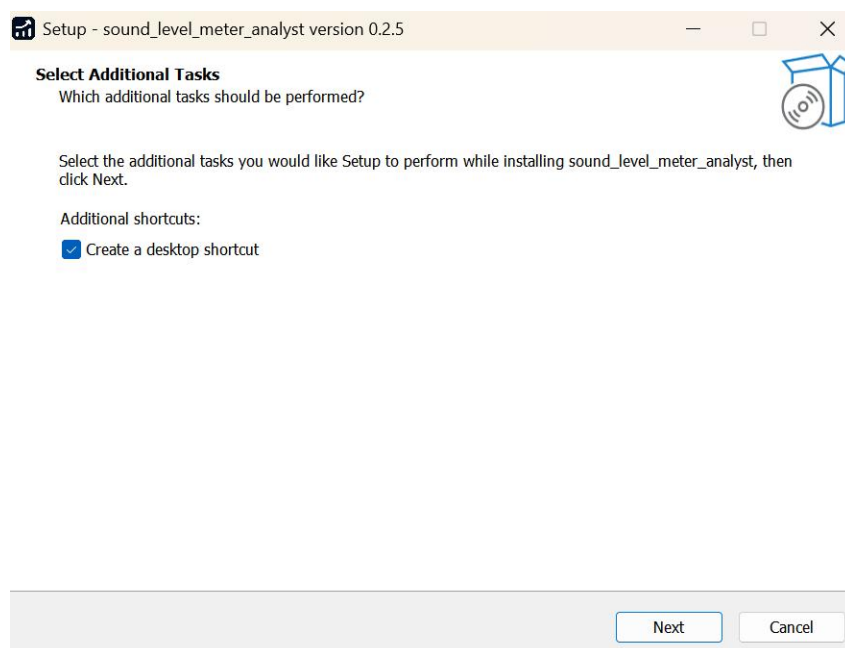 Setup - sound_level_meter_analyst version 0.2.5
Select Additional Tasks
Which additional tasks should be performed?
Select the additional tasks you would like Setup to perform while installing sound_level_meter_analyst, then
click Next.
Additional shortcuts:
Create a desktop shortcut
Next
Cancel